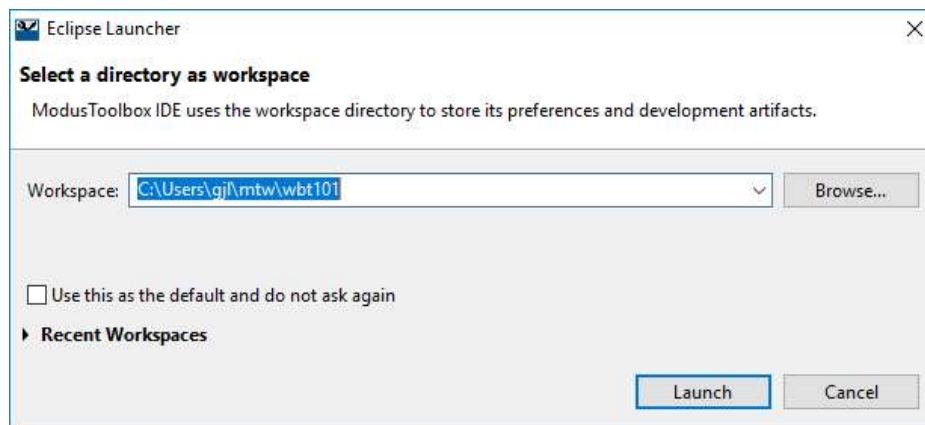 Eclipse Launcher
Select a directory as workspace
ModusToolbox IDE uses the workspace directory to store its preferences and development artifacts.
Workspace: C:\Users\gjl\mtw\wbt101 Browse...
Use this as the default and do not ask again
Recent Workspaces
Launch Cancel